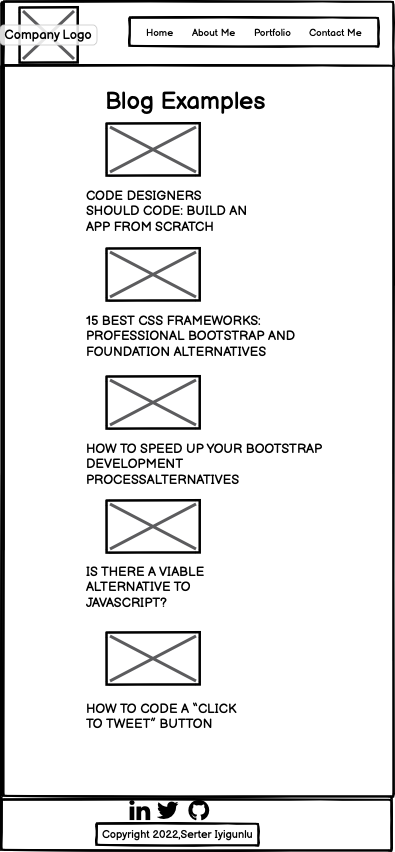 Company Logo
Home About Me Portfolio Contact Me
Blog Examples
CODE DESIGNERS
SHOULD CODE: BUILD AN
APP FROM SCRATCH
15 BEST CSS FRAMEWORKS:
PROFESSIONAL BOOTSTRAP AND
FOUNDATION ALTERNATIVES
HOW TO SPEED UP YOUR BOOTSTRAP
DEVELOPMENT
PROCESSALTERNATIVES
IS THERE A VIABLE
ALTERNATIVE TO
JAVASCRIPT?
HOW TO CODE A “CLICK
TO TWEET” BUTTON
in
Copyright 2022,Serter Iyigunlu